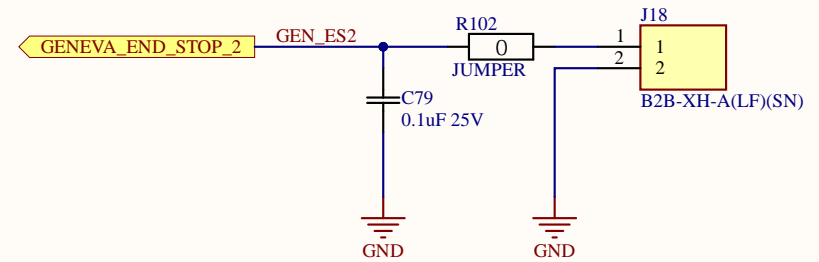 J18
R102
GENEVA_END_STOP_2
GEN_ES2
0
1
1
2
2
JUMPER
B2B-XH-A(LF)(SN)
C79
0.1uF 25V
GND
GND